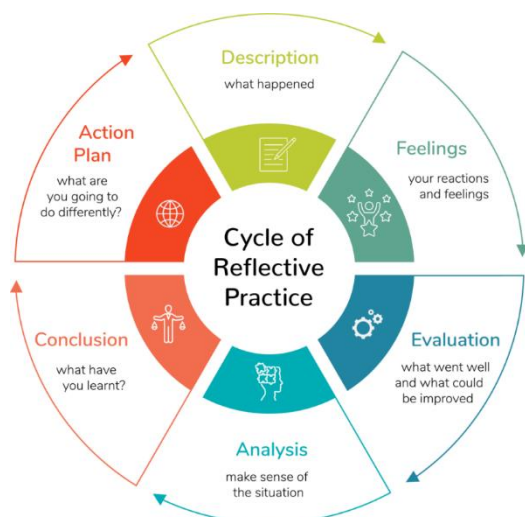 Description
what happened
Feelings
your reactions
and feelings
Evaluation
what went well
and what could
be improved
Analysis
make sense of
the situation
Conclusion
what have
you learnt?
Action
Plan
what are
you going to
do differently?
Cycle of
Reflective
Practice